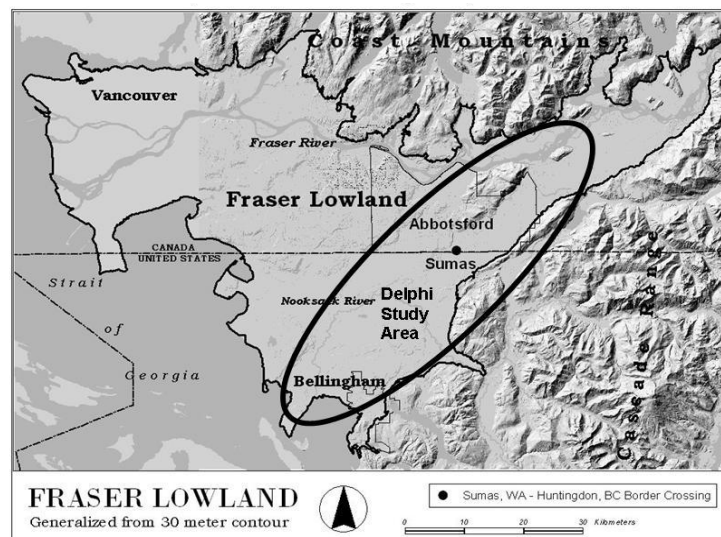 Coast Mountains
Vancouver
Fraser River
Fraser Lowland
Abbotsford
CANADA
UNITED STATES
Sumas
Strait
of
Georgia
Nooksack River
Delphi
Study
Area
Bellingham
Cascade Range
FRASER LOWLAND
Generalized from 30 meter contour
Sumas, WA - Huntingdon, BC Border Crossing
0 10 20 30 Kilometers